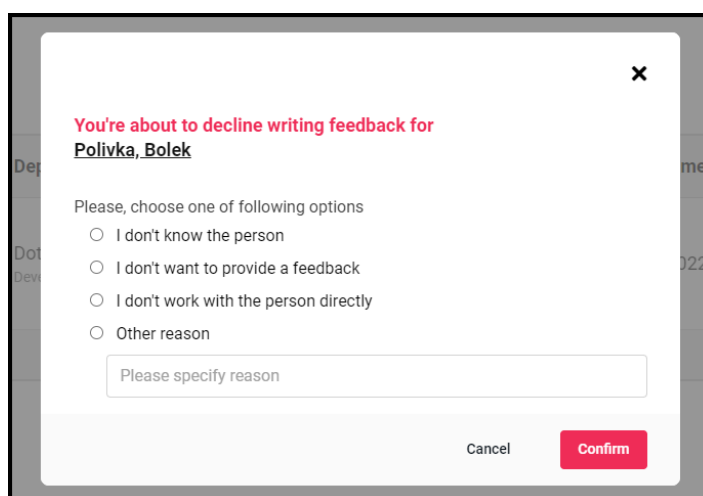 You're about to decline writing feedback for
Polivka, Bolek
Please, choose one of following options
I don't know the person
I don't want to provide a feedback
I don't work with the person directly
Other reason
Please specify reason
Cancel
Confirm